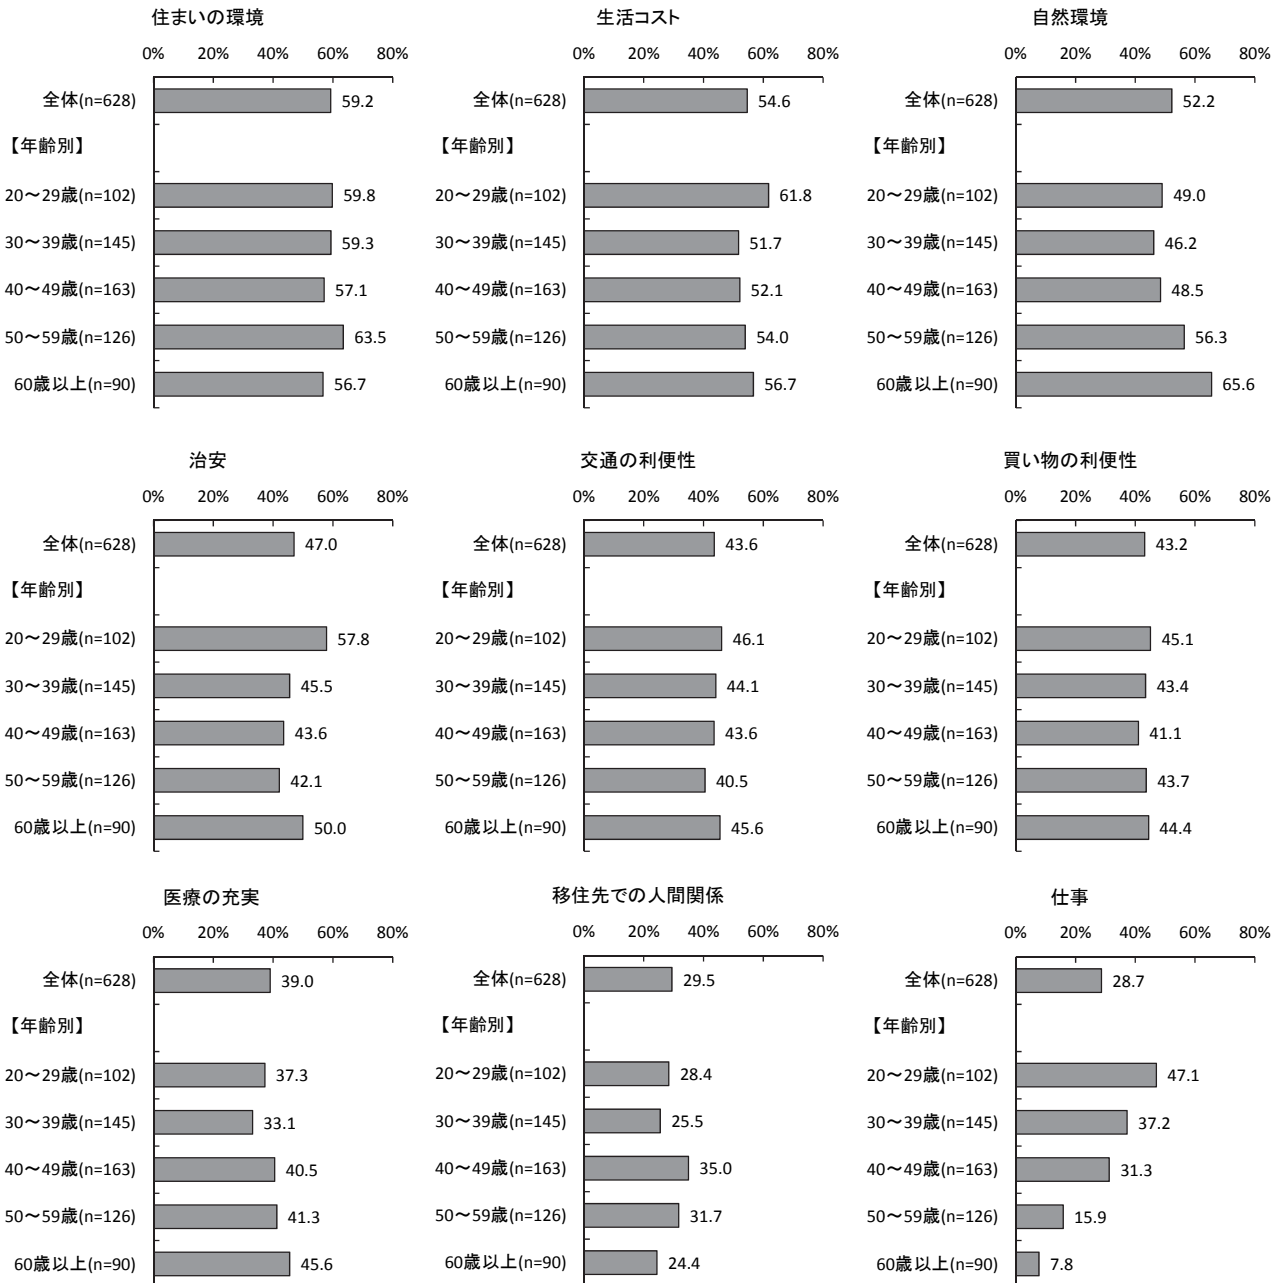 住まいの環境
0% 20% 40% 60% 80%
全体(n=628) 59.2
【年齢別】
20～29歳(n=102) 59.8
30～39歳(n=145) 59.3
40～49歳(n=163) 57.1
50～59歳(n=126) 63.5
60歳以上(n=90) 56.7
生活コスト
0% 20% 40% 60% 80%
全体(n=628) 54.6
【年齢別】
20～29歳(n=102) 61.8
30～39歳(n=145) 51.7
40～49歳(n=163) 52.1
50～59歳(n=126) 54.0
60歳以上(n=90) 56.7
自然環境
0% 20% 40% 60% 80%
全体(n=628) 52.2
【年齢別】
20～29歳(n=102) 49.0
30～39歳(n=145) 46.2
40～49歳(n=163) 48.5
50～59歳(n=126) 56.3
60歳以上(n=90) 65.6
治安
0% 20% 40% 60% 80%
全体(n=628) 47.0
【年齢別】
20～29歳(n=102) 57.8
30～39歳(n=145) 45.5
40～49歳(n=163) 43.6
50～59歳(n=126) 42.1
60歳以上(n=90) 50.0
交通の利便性
0% 20% 40% 60% 80%
全体(n=628) 43.6
【年齢別】
20～29歳(n=102) 46.1
30～39歳(n=145) 44.1
40～49歳(n=163) 43.6
50～59歳(n=126) 40.5
60歳以上(n=90) 45.6
買い物の利便性
0% 20% 40% 60% 80%
全体(n=628) 43.2
【年齢別】
20～29歳(n=102) 45.1
30～39歳(n=145) 43.4
40～49歳(n=163) 41.1
50～59歳(n=126) 43.7
60歳以上(n=90) 44.4
医療の充実
0% 20% 40% 60% 80%
全体(n=628) 39.0
【年齢別】
20～29歳(n=102) 37.3
30～39歳(n=145) 33.1
40～49歳(n=163) 40.5
50～59歳(n=126) 41.3
60歳以上(n=90) 45.6
移住先での人間関係
0% 20% 40% 60% 80%
全体(n=628) 29.5
【年齢別】
20～29歳(n=102) 28.4
30～39歳(n=145) 25.5
40～49歳(n=163) 35.0
50～59歳(n=126) 31.7
60歳以上(n=90) 24.4
仕事
0% 20% 40% 60% 80%
全体(n=628) 28.7
【年齢別】
20～29歳(n=102) 47.1
30～39歳(n=145) 37.2
40～49歳(n=163) 31.3
50～59歳(n=126) 15.9
60歳以上(n=90) 7.8